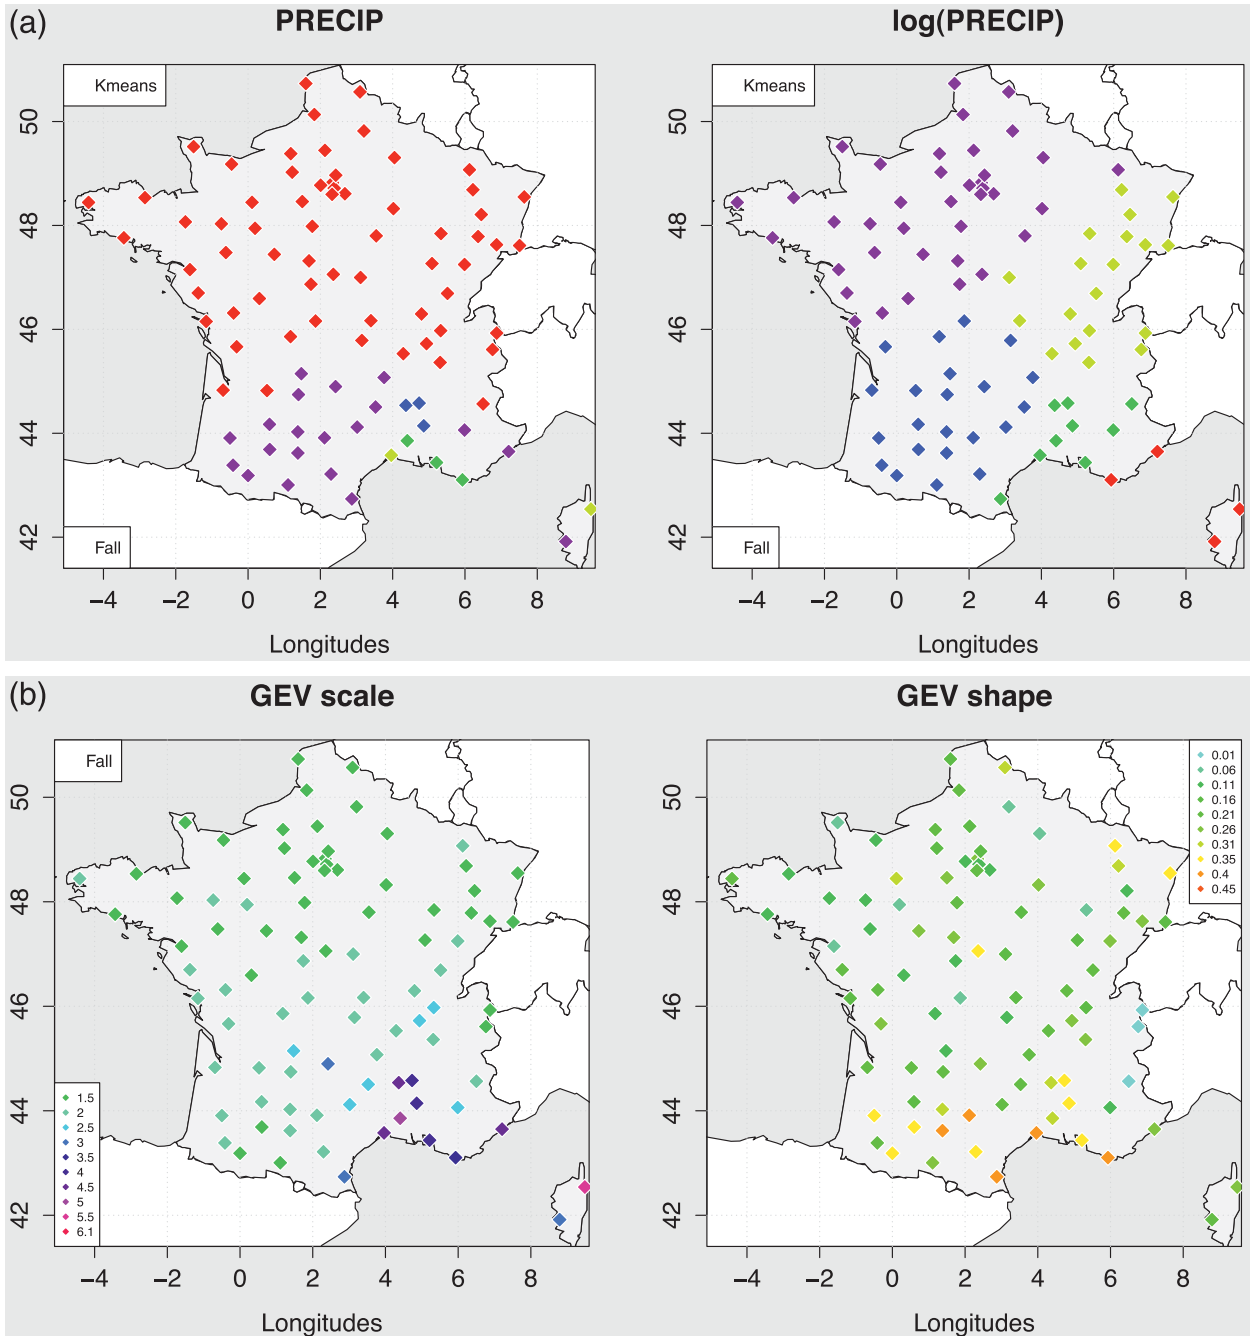 (a)
PRECIP
log(PRECIP)
Kmeans
Fall
50
48
46
44
42
−4 −2 0 2 4 6 8
Longitudes
Kmeans
Fall
50
48
46
44
42
−4 −2 0 2 4 6 8
Longitudes
(b)
GEV scale
GEV shape
Fall
50
48
46
44
42
1.5
2
2.5
3
3.5
4
4.5
5
5.5
6.1
−4 −2 0 2 4 6 8
Longitudes
0.01
0.06
0.11
0.16
0.21
0.26
0.31
0.35
0.4
0.45
50
48
46
44
42
−4 −2 0 2 4 6 8
Longitudes